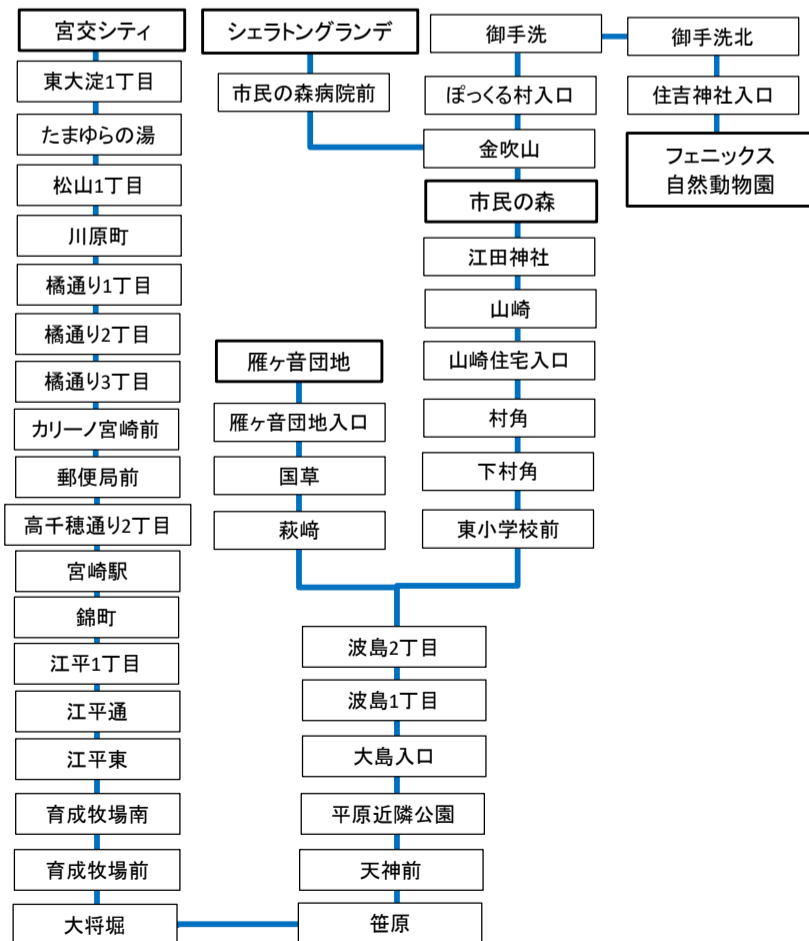 宮交シティ
東大淀1丁目
たまゆらの湯
松山1丁目
川原町
橘通り1丁目
橘通り2丁目
橘通り3丁目
カリーノ宮崎前
郵便局前
高千穂通り2丁目
宮崎駅
錦町
江平1丁目
江平通
江平東
育成牧場南
育成牧場前
大将堀
シェラトングランデ
市民の森病院前
雁ヶ音団地
雁ヶ音団地入口
国草
萩﨑
波島2丁目
波島1丁目
大島入口
平原近隣公園
天神前
笹原
御手洗
ぽっくる村入口
金吹山
市民の森
江田神社
山崎
山崎住宅入口
村角
下村角
東小学校前
御手洗北
住吉神社入口
フェニックス
自然動物園